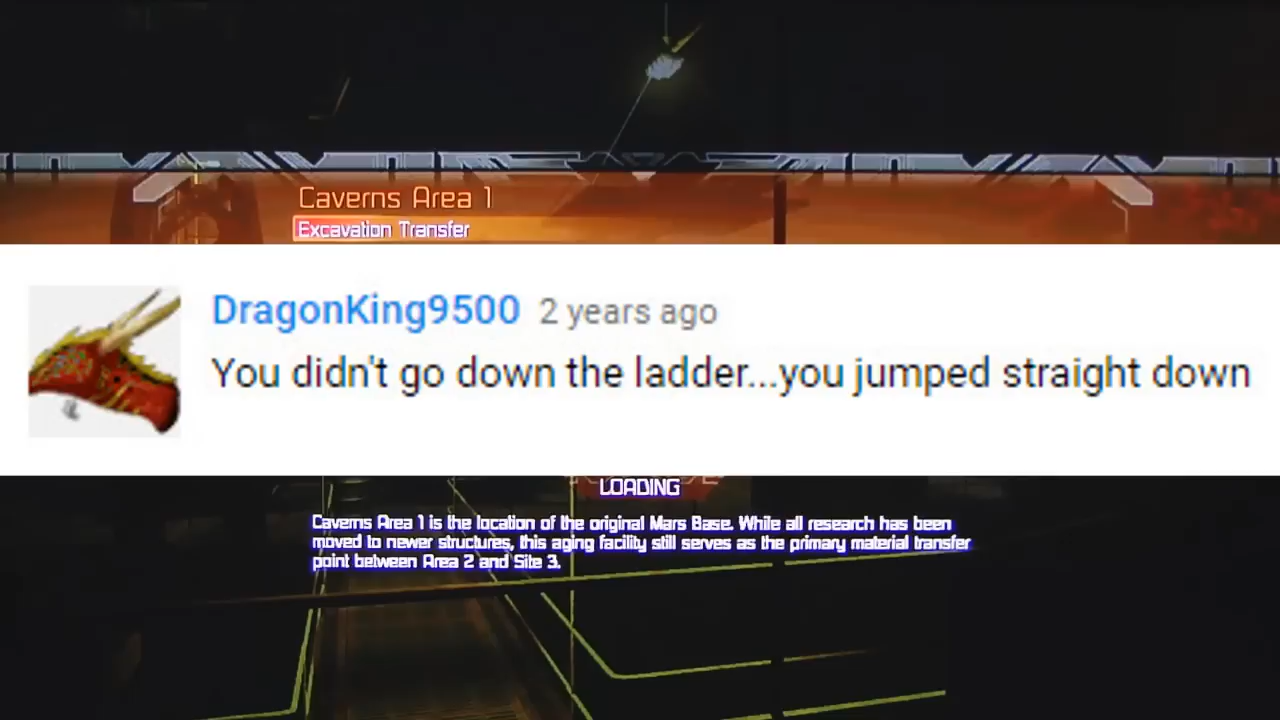 Caverns Area 1
Excavation Transfer
DragonKing9500 2 years ago
You didn't go down the ladder...you jumped straight down
LOADING
Caverns Area 1 is the location of the original Mars Base. While all research has been
moved to newer structures, this aging facility still serves as the primary material transfer
point between Area 2 and Site 3.